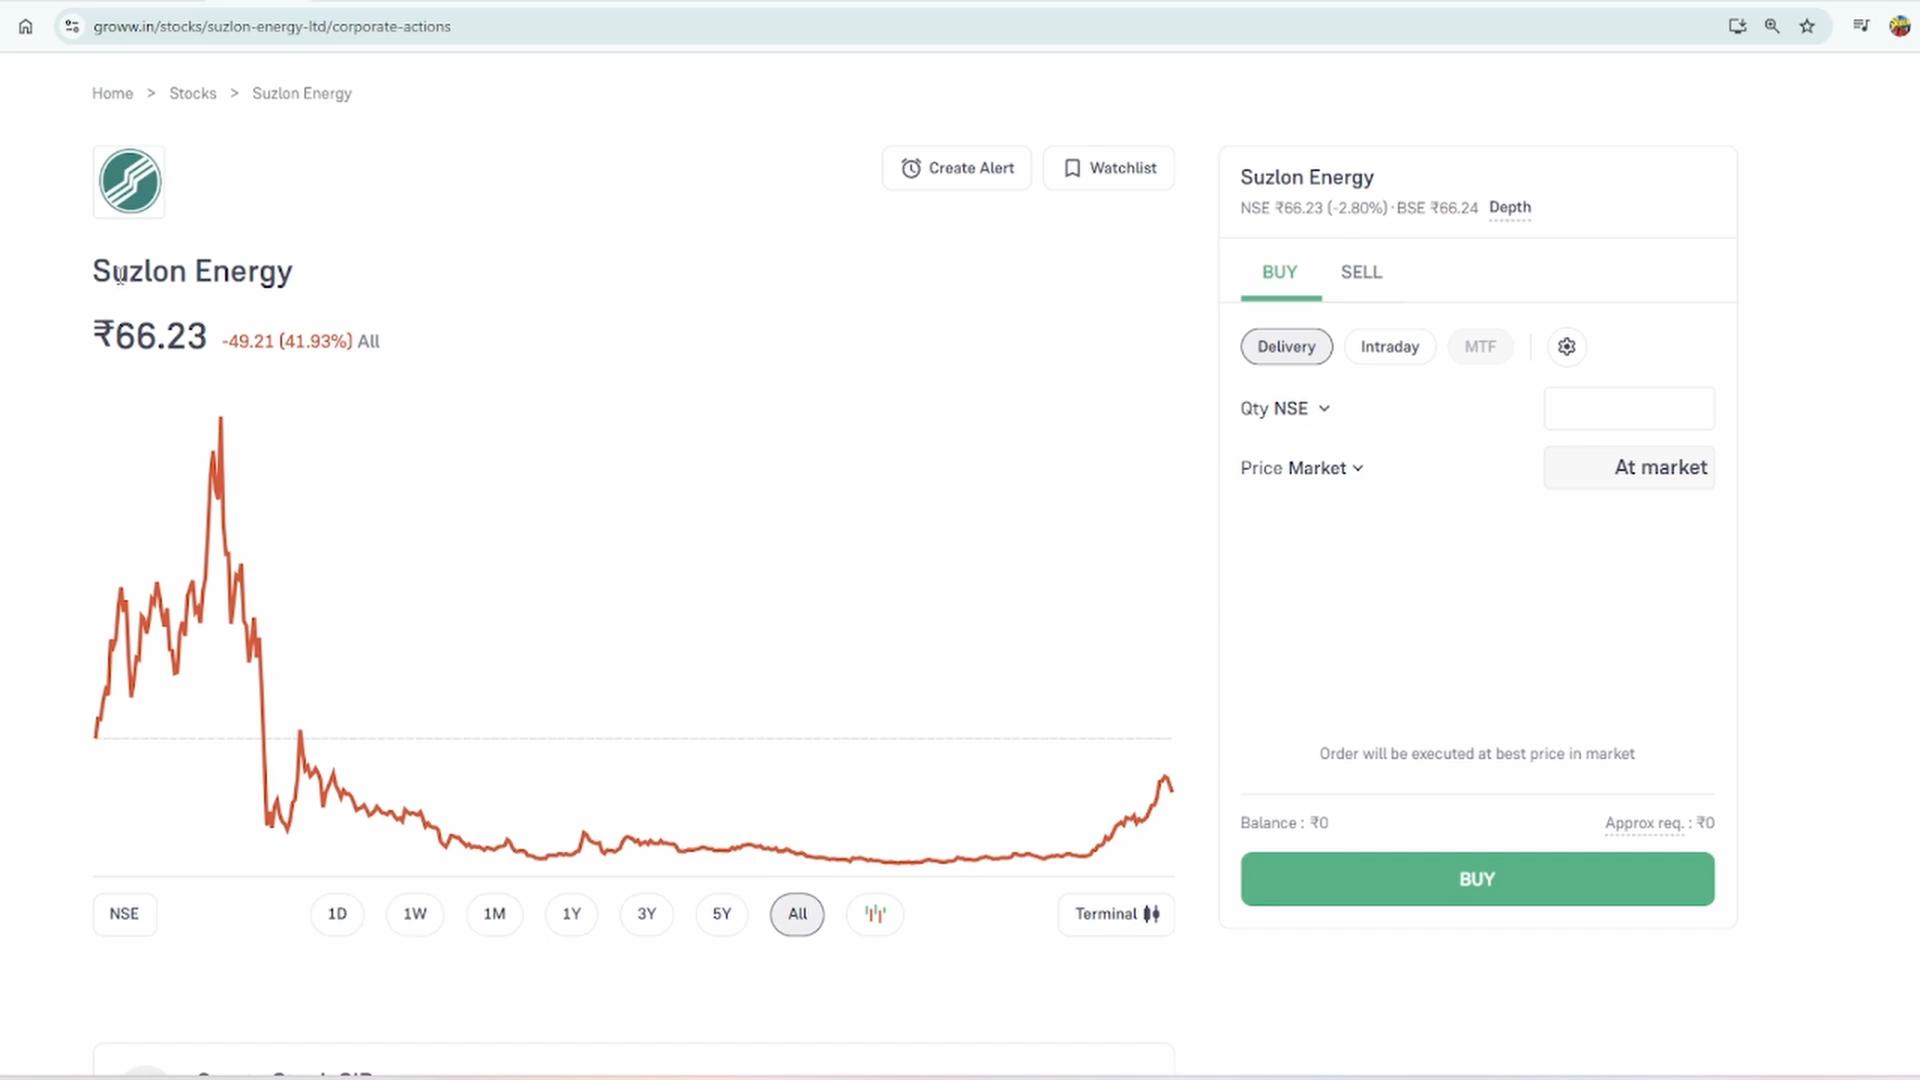 groww.in/stocks/suzlon-energy-ltd/corporate-actions
Home > Stocks > Suzlon Energy
Create Alert
Watchlist
Suzlon Energy
₹66.23 -49.21 (41.93%) All
NSE
1D
1W
1M
1Y
3Y
5Y
All
Terminal
Suzlon Energy
NSE ₹66.23 (-2.80%) · BSE ₹66.24 Depth
BUY SELL
Delivery Intraday MTF
Qty NSE
Price Market At market
Order will be executed at best price in market
Balance : ₹0 Approx req. : ₹0
BUY